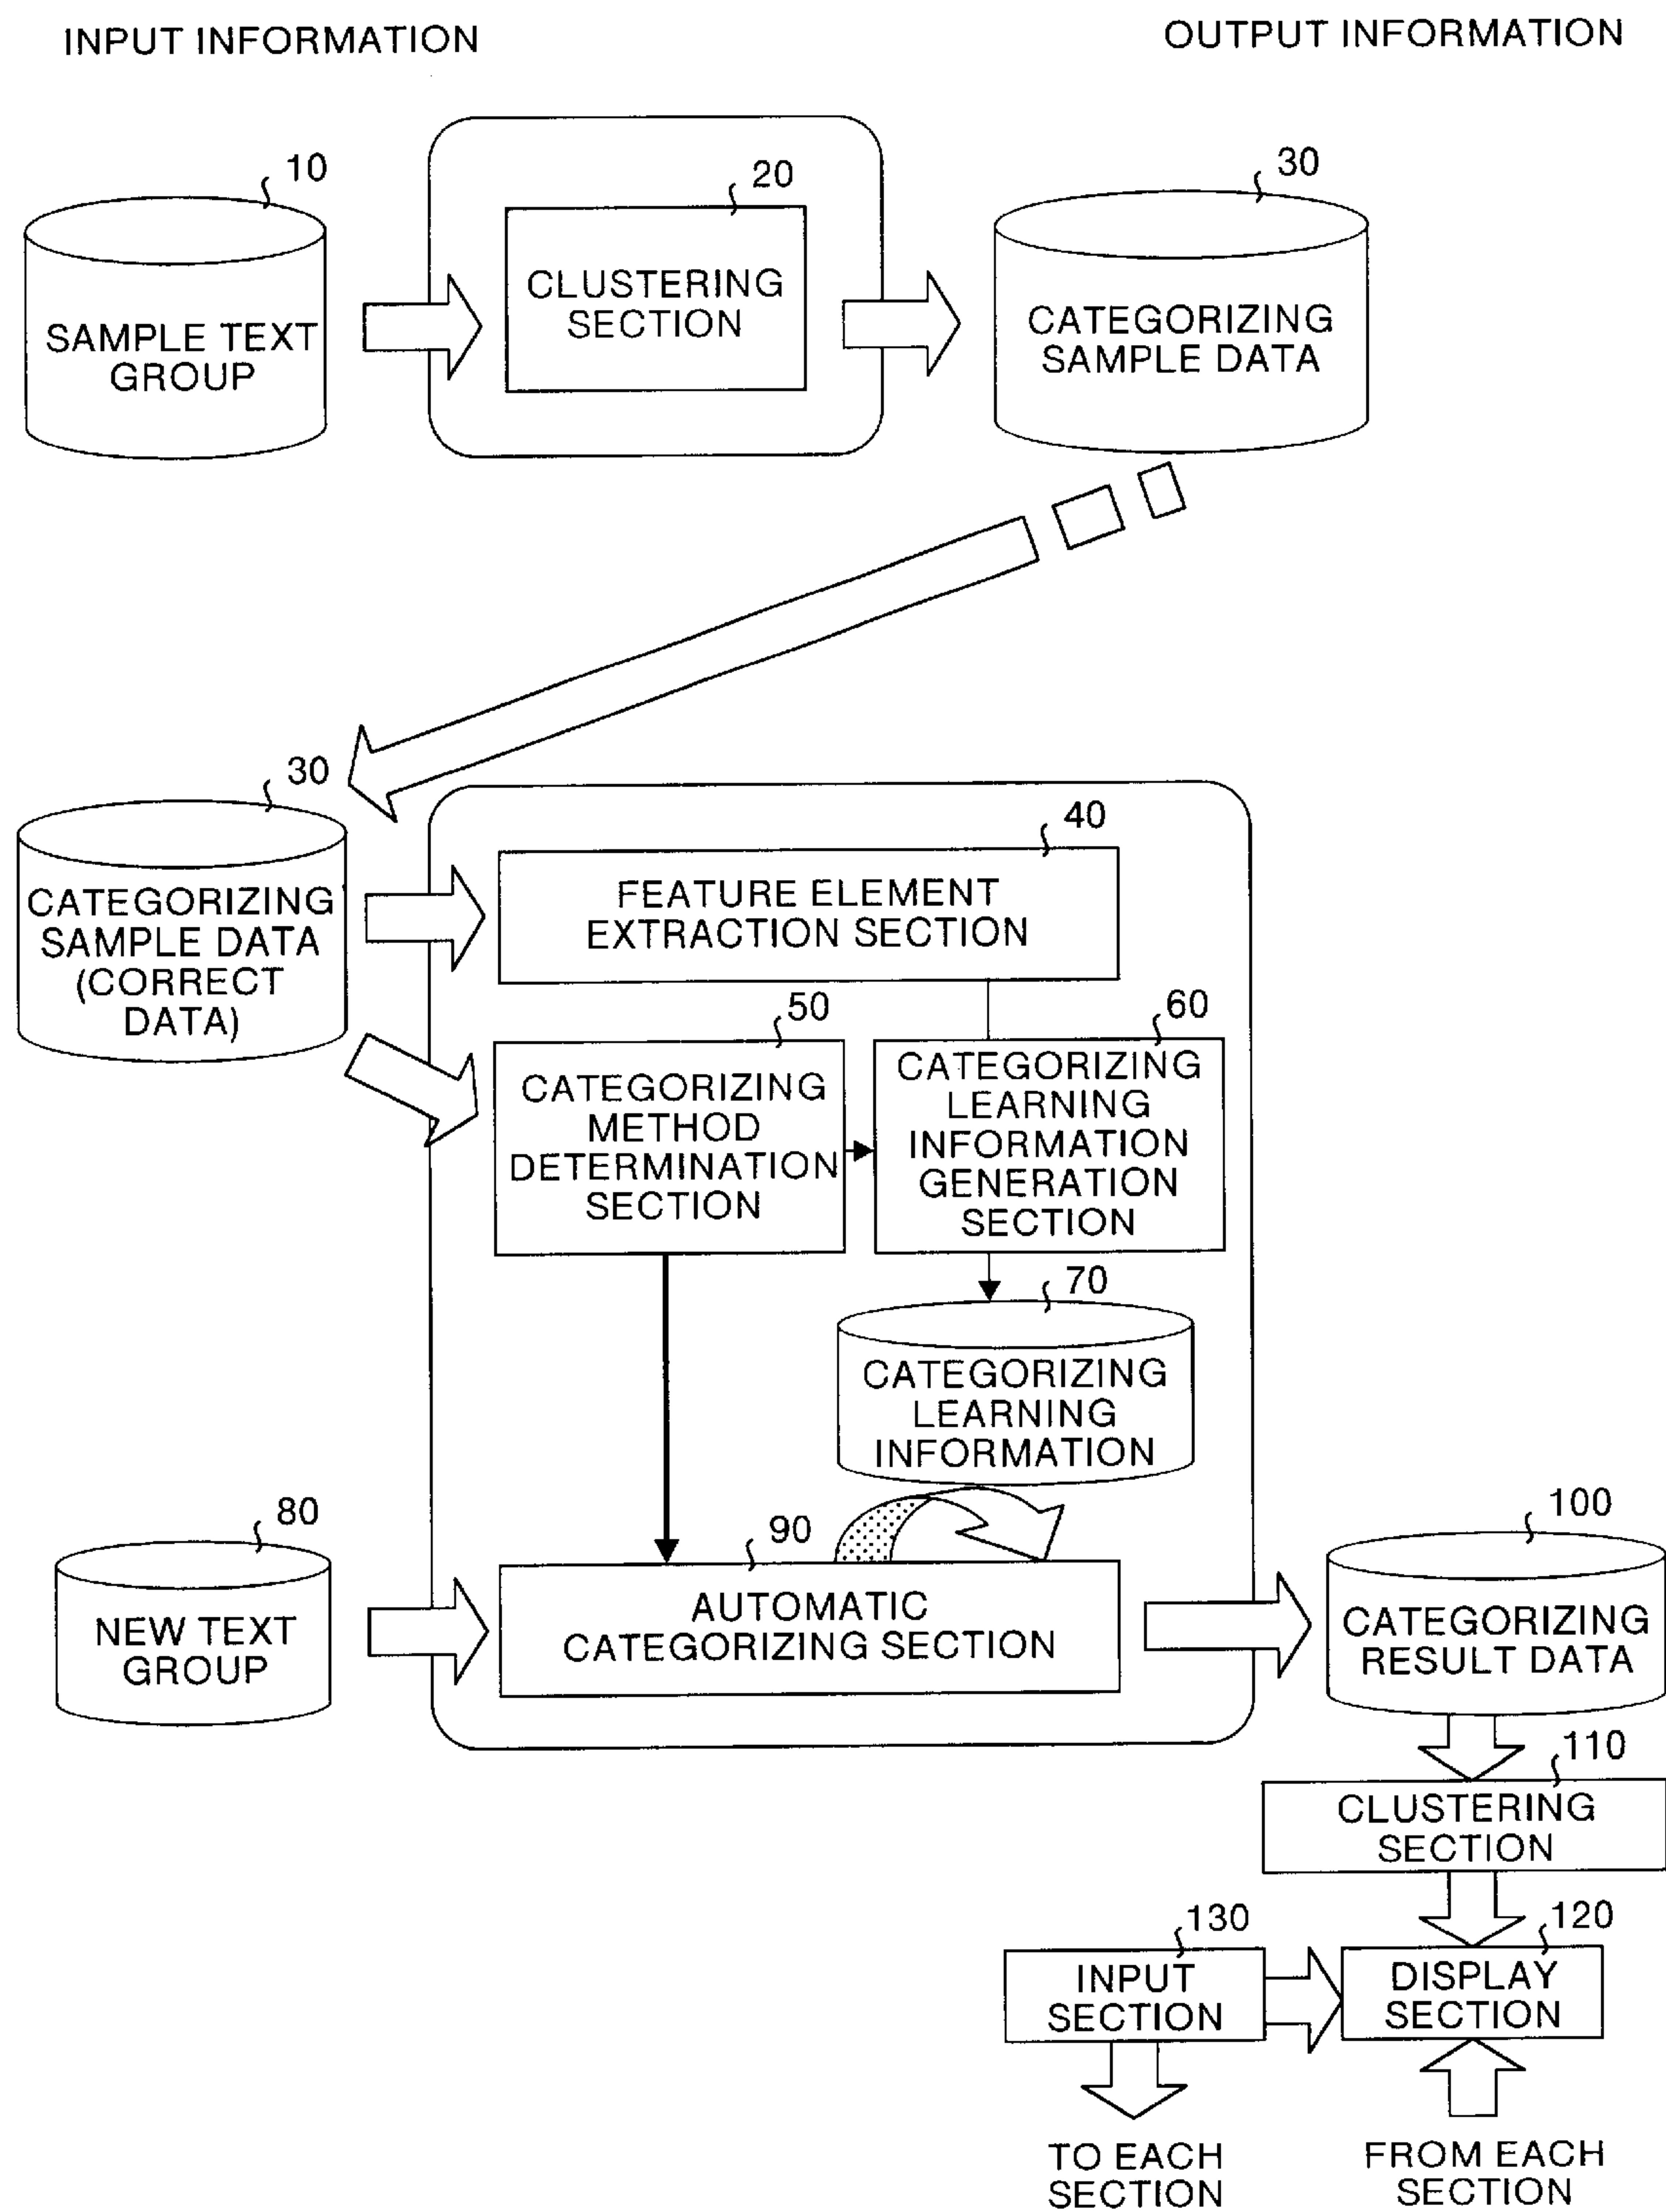 INPUT INFORMATION
OUTPUT INFORMATION
10
20
30
SAMPLE TEXT
GROUP
CLUSTERING
SECTION
CATEGORIZING
SAMPLE DATA
30
CATEGORIZING
SAMPLE DATA
(CORRECT
DATA)
40
FEATURE ELEMENT
EXTRACTION SECTION
50
CATEGORIZING
METHOD
DETERMINATION
SECTION
60
CATEGORIZING
LEARNING
INFORMATION
GENERATION
SECTION
70
CATEGORIZING
LEARNING
INFORMATION
80
NEW TEXT
GROUP
90
AUTOMATIC
CATEGORIZING SECTION
100
CATEGORIZING
RESULT DATA
110
CLUSTERING
SECTION
130
INPUT
SECTION
120
DISPLAY
SECTION
TO EACH
SECTION
FROM EACH
SECTION